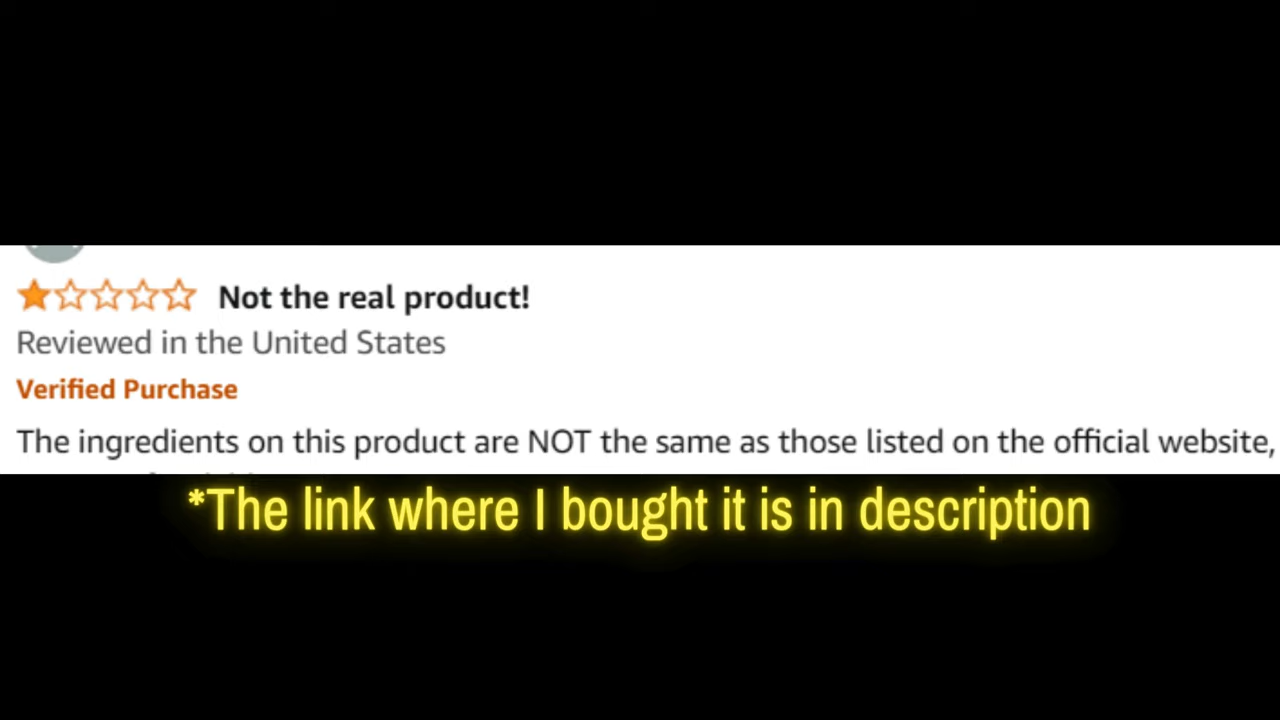 Not the real product!
Reviewed in the United States
Verified Purchase
The ingredients on this product are NOT the same as those listed on the official website,
*The link where I bought it is in description